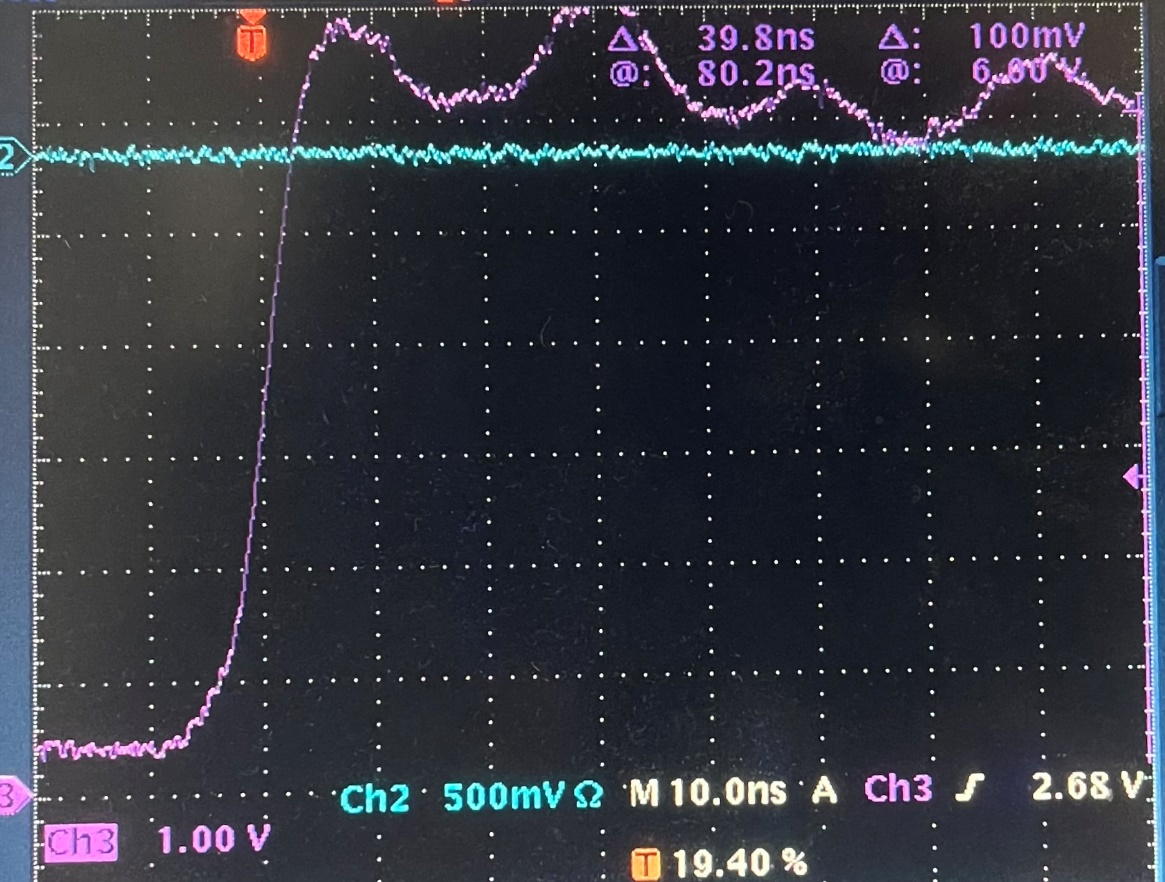 T
Δ: 39.8ns Δ: 100mV
@: 80.2ns @: 6.00 V
2
3
Ch2 500mV Ω M 10.0ns A Ch3 ƒ 2.68 V
Ch3 1.00 V
T 19.40 %